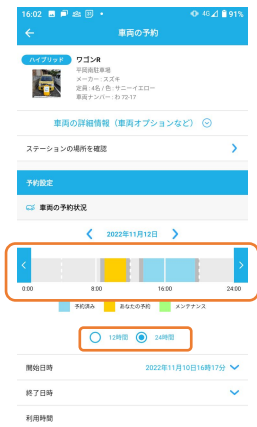 16:02 4G 91%
車両の予約
ハイブリッド ワゴンR
平岡南駐車場
メーカー：スズキ
定員：4名 / 色：サニーイエロー
車両ナンバー：わ 72-17
車両の詳細情報（車両オプションなど）
ステーションの場所を確認
予約設定
車両の予約状況
2022年11月12日
0:00 8:00 16:00 24:00
予約済み あなたの予約 メンテナンス
12時間 24時間
開始日時 2022年11月10日16時17分
終了日時
利用時間